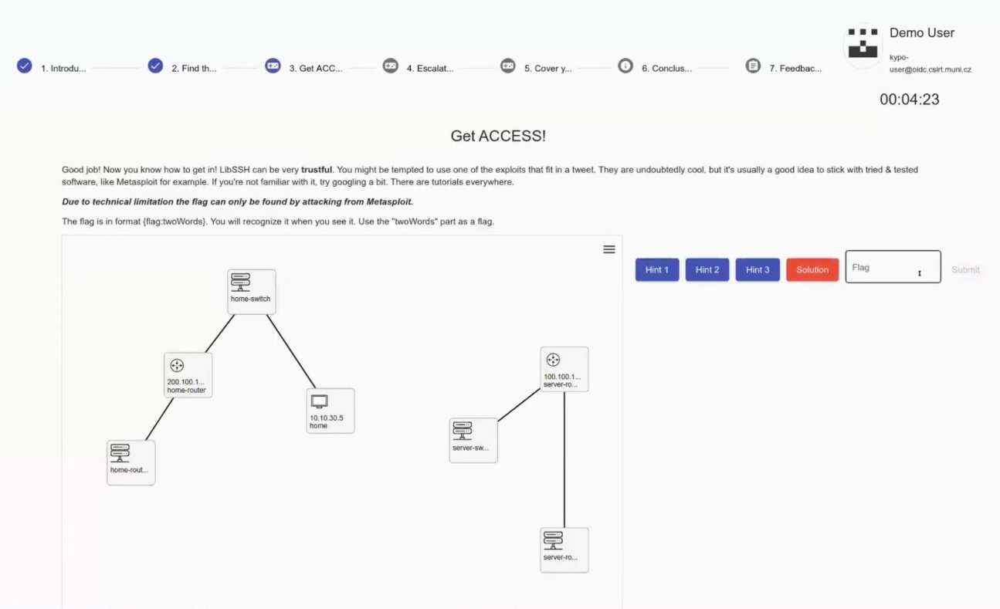 Demo User
kypo-
user@oidc.csirt.muni.cz
1. Introdu...
2. Find th...
3. Get ACC...
4. Escalat...
5. Cover y...
6. Conclus...
7. Feedbac...
00:04:23
Get ACCESS!
Good job! Now you know how to get in! LibSSH can be very trustful. You might be tempted to use one of the exploits that fit in a tweet. They are undoubtedly cool, but it's usually a good idea to stick with tried & tested
software, like Metasploit for example. If you're not familiar with it, try googling a bit. There are tutorials everywhere.
Due to technical limitation the flag can only be found by attacking from Metasploit.
The flag is in format {flag:twoWords}. You will recognize it when you see it. Use the "twoWords" part as a flag.
Hint 1
Hint 2
Hint 3
Solution
Flag
Submit
home-switch
200.100.1...
home-router
10.10.30.5
home
home-rout...
100.100.1...
server-ro...
server-sw...
server-ro...